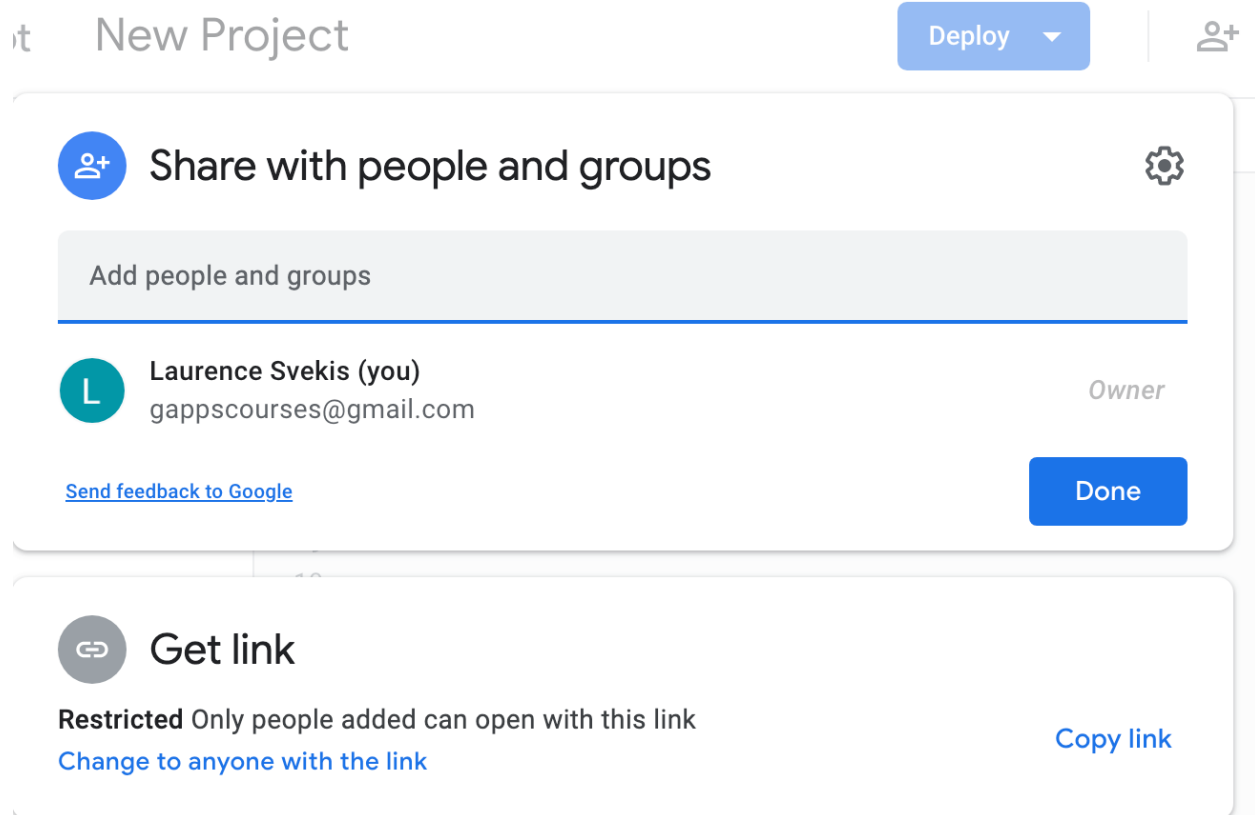 New Project
Deploy
Share with people and groups
Add people and groups
L
Laurence Svekis (you)
gappscourses@gmail.com
Owner
Send feedback to Google
Done
Get link
Restricted Only people added can open with this link
Change to anyone with the link
Copy link